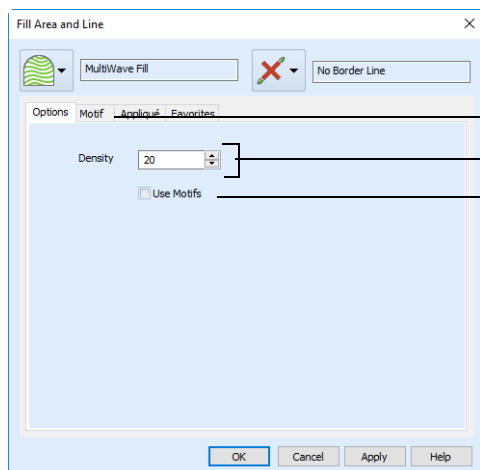 Fill Area and Line
MultiWave Fill
No Border Line
Options Motif Appliqué Favorites
Density 20
Use Motifs
OK Cancel Apply Help